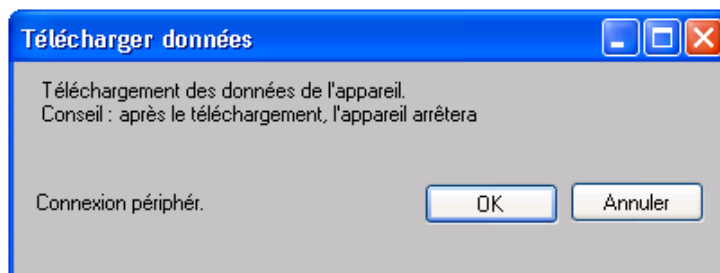 Télécharger données
Téléchargement des données de l'appareil.
Conseil : après le téléchargement, l'appareil arrêtera
Connexion périphér.
OK
Annuler